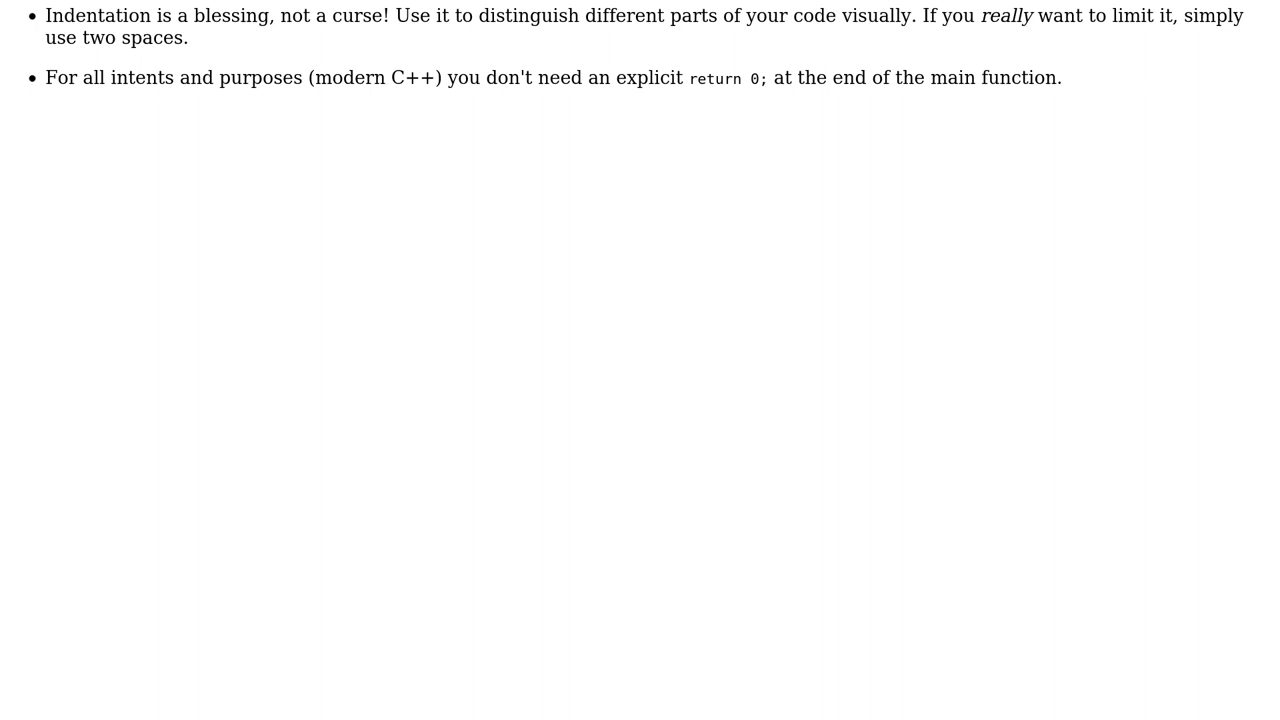 • Indentation is a blessing, not a curse! Use it to distinguish different parts of your code visually. If you really want to limit it, simply
use two spaces.
• For all intents and purposes (modern C++) you don't need an explicit return 0; at the end of the main function.